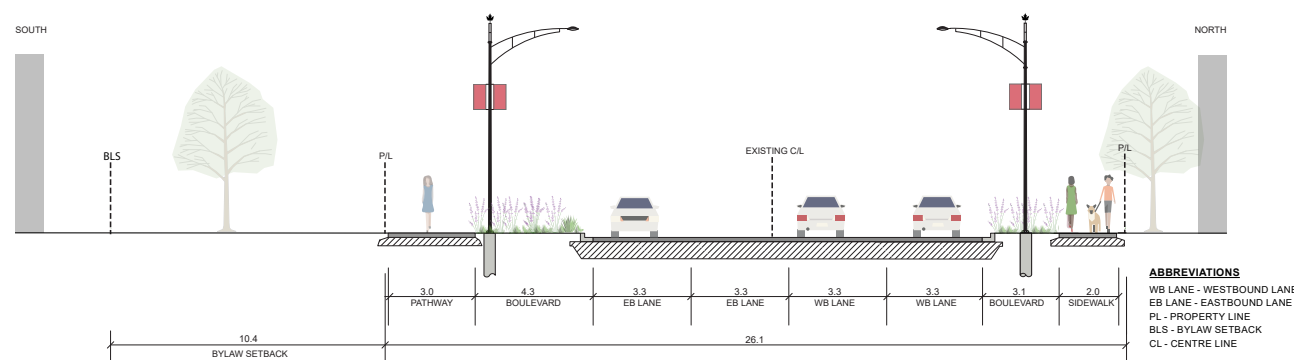 SOUTH
NORTH
BLS
P/L
EXISTING C/L
P/L
3.0
PATHWAY
4.3
BOULEVARD
3.3
EB LANE
3.3
EB LANE
3.3
WB LANE
3.3
WB LANE
3.1
BOULEVARD
2.0
SIDEWALK
10.4
BYLAW SETBACK
26.1
ABBREVIATIONS
WB LANE - WESTBOUND LANE
EB LANE - EASTBOUND LANE
PL - PROPERTY LINE
BLS - BYLAW SETBACK
CL - CENTRE LINE